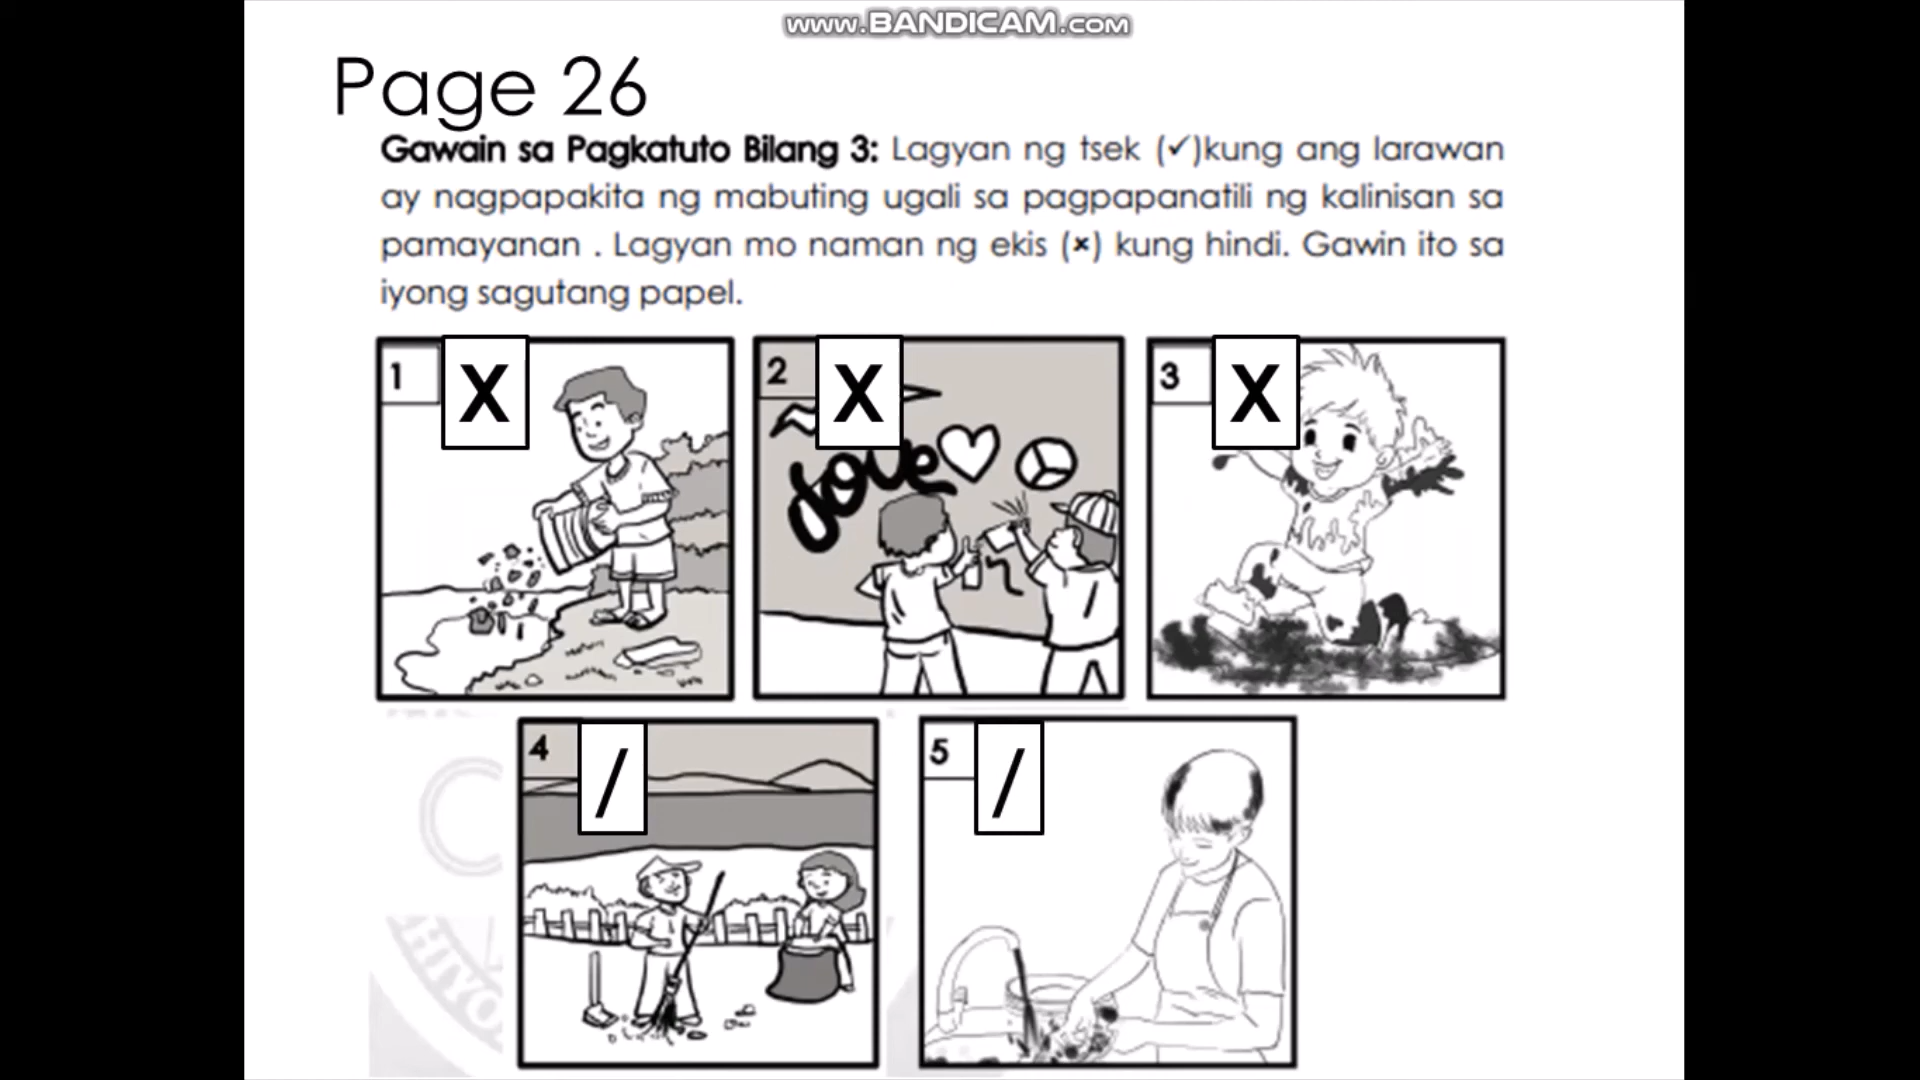 www.BANDICAM.com
Page 26
Gawain sa Pagkatuto Bilang 3: Lagyan ng tsek (✓)kung ang larawan
ay nagpapakita ng mabuting ugali sa pagpapanatili ng kalinisan sa
pamayanan . Lagyan mo naman ng ekis (×) kung hindi. Gawin ito sa
iyong sagutang papel.
1 X
2 X
3 X
love
4 /
5 /